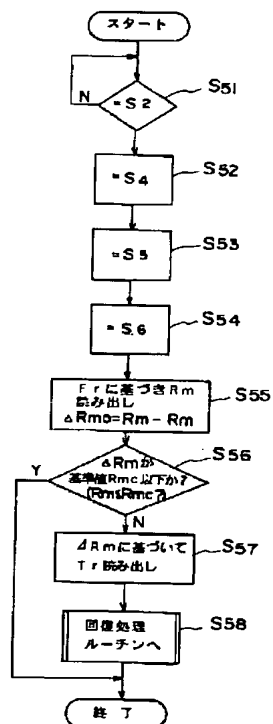 スタート
S51
N
=S2
S52
=S4
S53
=S5
S54
=S6
Frに基づきRm
読み出し
S55
ΔRmo=Rm-Rm
S56
Y
ΔRmが
基準値Rmc以下か?
(Rm≦Rmc?)
N
S57
ΔRmに基づいて
Tr読み出し
S58
回復処理
ルーチンへ
終了